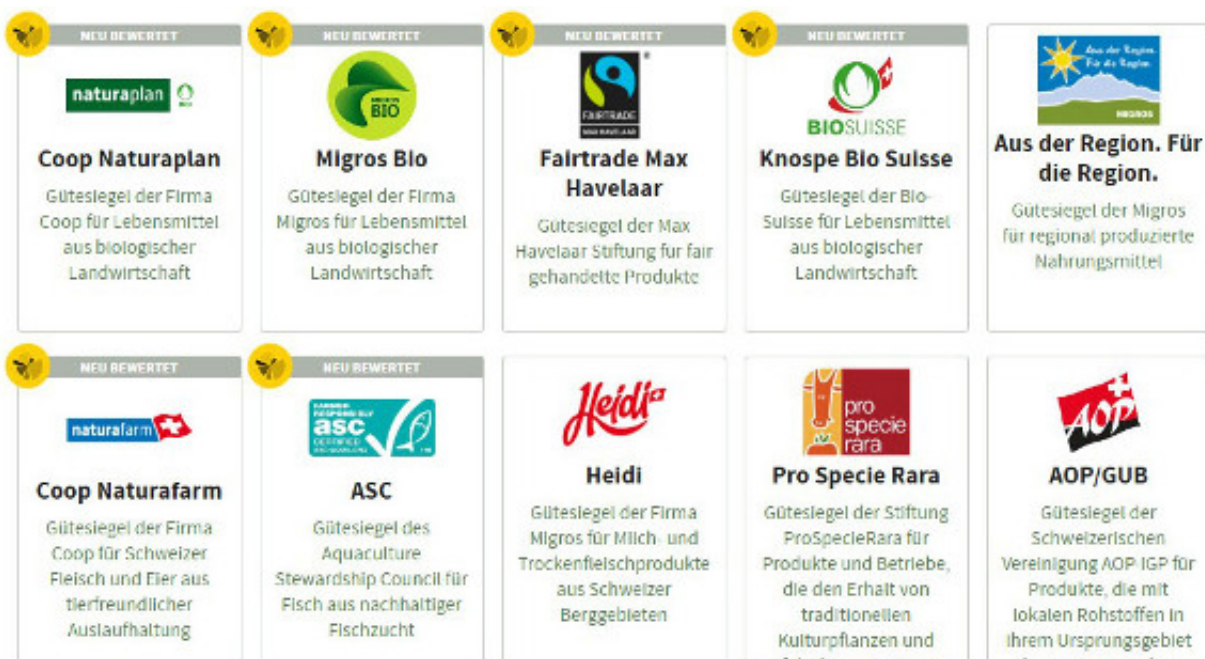 NEU BEWERTET
naturaplan
Coop Naturaplan
Gütesiegel der Firma
Coop für Lebensmittel
aus biologischer
Landwirtschaft
NEU BEWERTET
MIGROS
BIO
Migros Bio
Gütesiegel der Firma
Migros für Lebensmittel
aus biologischer
Landwirtschaft
NEU BEWERTET
FAIRTRADE
MAX HAVELAAR
Fairtrade Max
Havelaar
Gütesiegel der Max
Havelaar Stiftung für fair
gehandelte Produkte
NEU BEWERTET
BIOSUISSE
Knospe Bio Suisse
Gütesiegel der Bio-
Suisse für Lebensmittel
aus biologischer
Landwirtschaft
Aus der Region.
Für die Region.
MIGROS
Aus der Region. Für
die Region.
Gütesiegel der Migros
für regional produzierte
Nahrungsmittel
NEU BEWERTET
naturafarm
Coop Naturafarm
Gütesiegel der Firma
Coop für Schweizer
Fleisch und Eier aus
tierfreundlicher
Auslaufhaltung
NEU BEWERTET
FARMED
RESPONSIBLY
asc
CERTIFIED
ASC
Gütesiegel des
Aquaculture
Stewardship Council für
Fisch aus nachhaltiger
Fischzucht
Heidi
Heidi
Gütesiegel der Firma
Migros für Milch- und
Trockenfleischprodukte
aus Schweizer
Berggebieten
pro
specie
rara
Pro Specie Rara
Gütesiegel der Stiftung
ProSpecieRara für
Produkte und Betriebe,
die den Erhalt von
traditionellen
Kulturpflanzen und
AOP
AOP/GUB
Gütesiegel der
Schweizerischen
Vereinigung AOP IGP für
Produkte, die mit
lokalen Rohstoffen in
ihrem Ursprungsgebiet